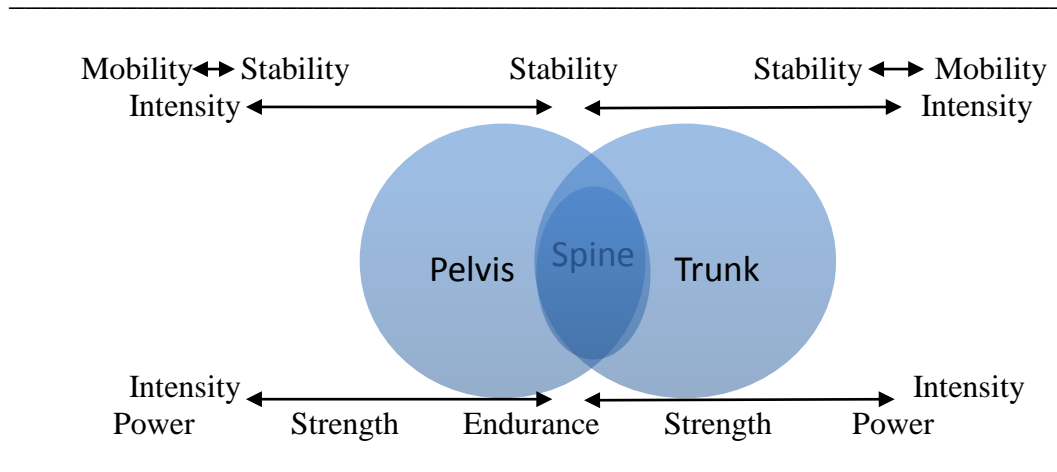 Mobility Stability Stability Stability Mobility
Intensity Intensity
Pelvis Spine Trunk
Intensity Intensity
Power Strength Endurance Strength Power